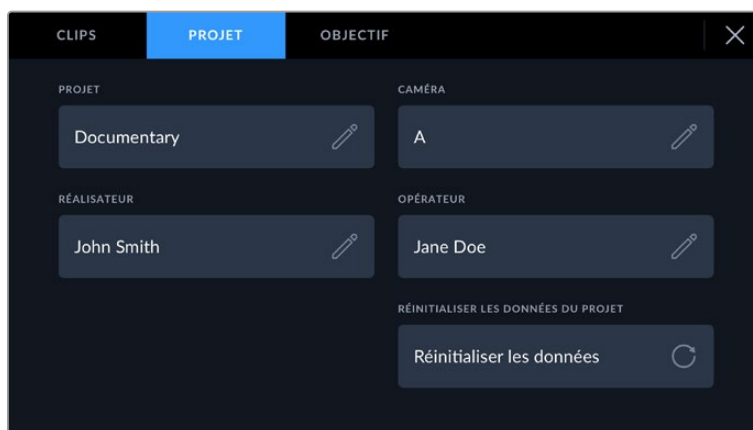 CLIPS PROJET OBJECTIF
PROJET CAMÉRA
Documentary A
RÉALISATEUR OPÉRATEUR
John Smith Jane Doe
RÉINITIALISER LES DONNÉES DU PROJET
Réinitialiser les données